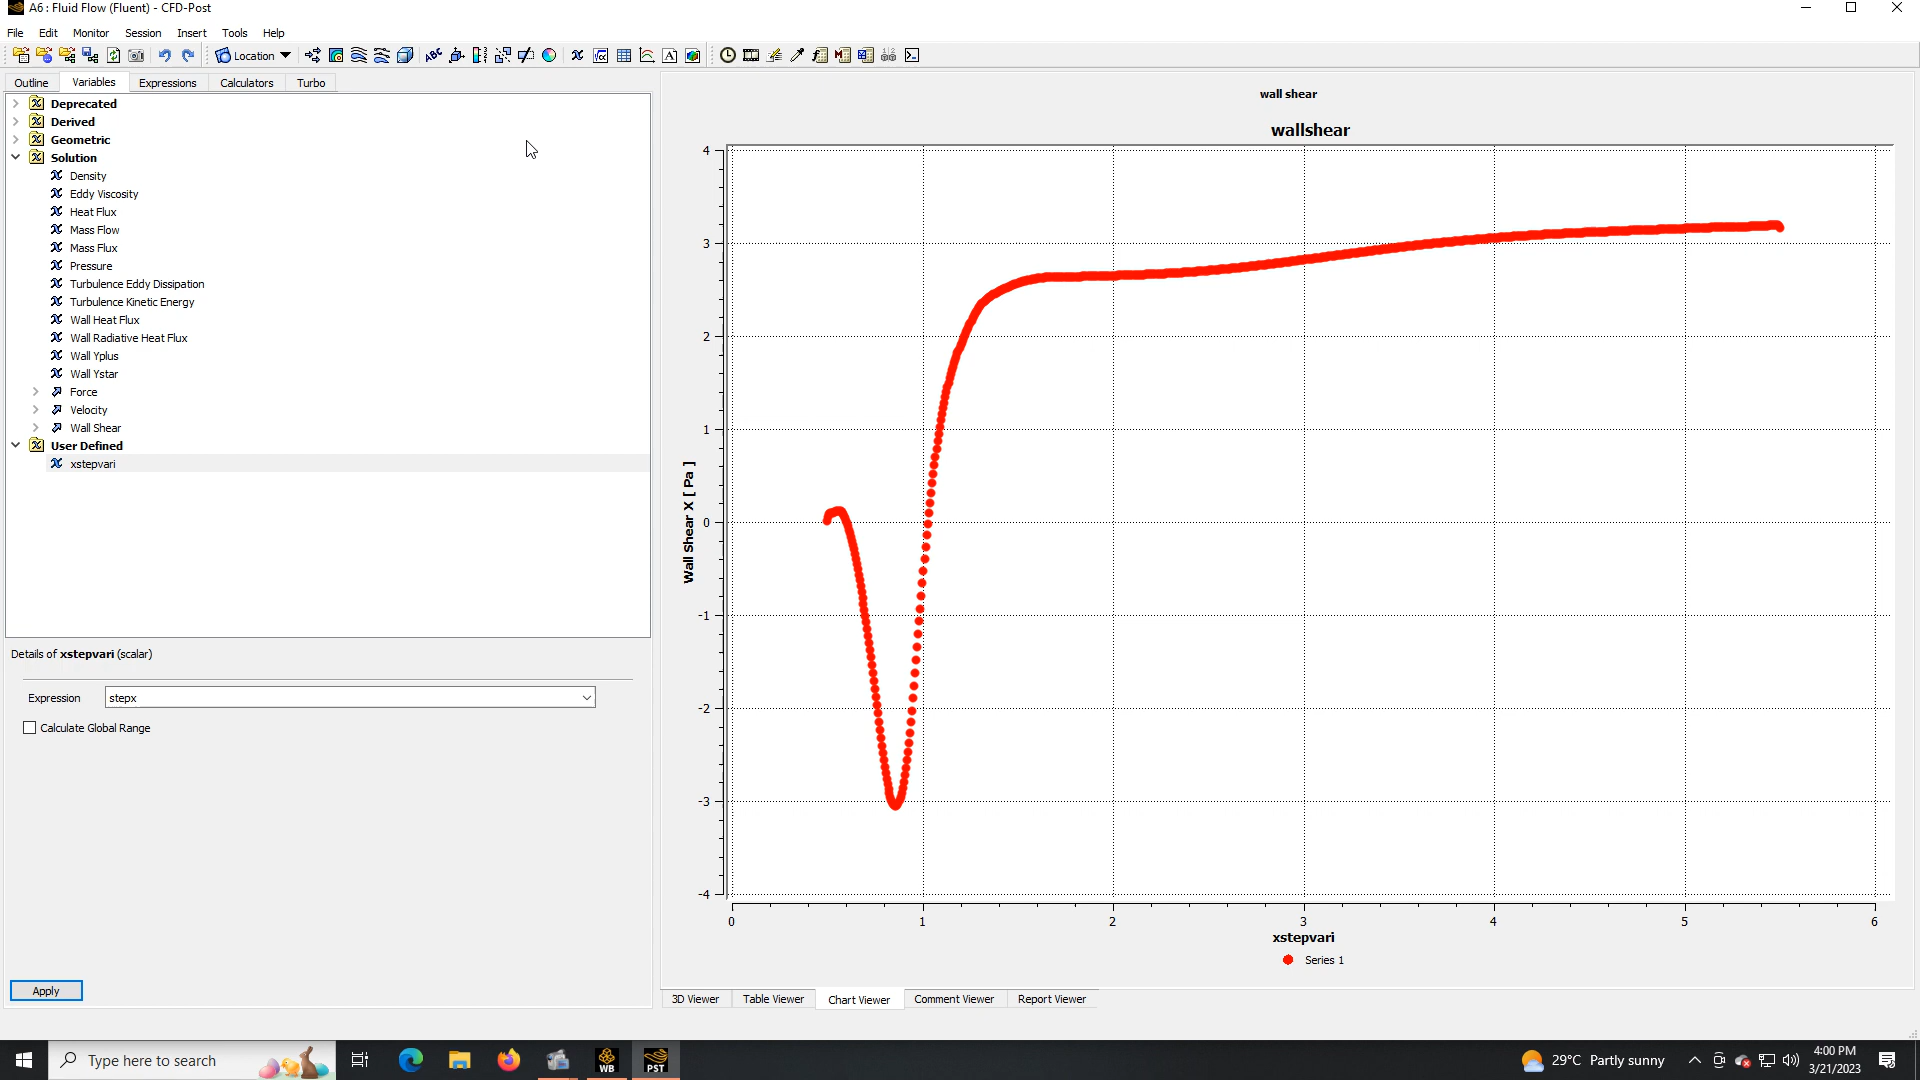 A6 : Fluid Flow (Fluent) - CFD-Post
File Edit Monitor Session Insert Tools Help
Location
Outline Variables Expressions Calculators Turbo
Deprecated
Derived
Geometric
Solution
Density
Eddy Viscosity
Heat Flux
Mass Flow
Mass Flux
Pressure
Turbulence Eddy Dissipation
Turbulence Kinetic Energy
Wall Heat Flux
Wall Radiative Heat Flux
Wall Yplus
Wall Ystar
Force
Velocity
Wall Shear
User Defined
xstepvari
Details of xstepvari (scalar)
Expression stepx
Calculate Global Range
Apply
wall shear
wallshear
4
3
2
1
0
-1
-2
-3
-4
Wall Shear X [ Pa ]
0 1 2 3 4 5 6
xstepvari
Series 1
3D Viewer Table Viewer Chart Viewer Comment Viewer Report Viewer
Type here to search
WB
PST
29°C Partly sunny
4:00 PM
3/21/2023